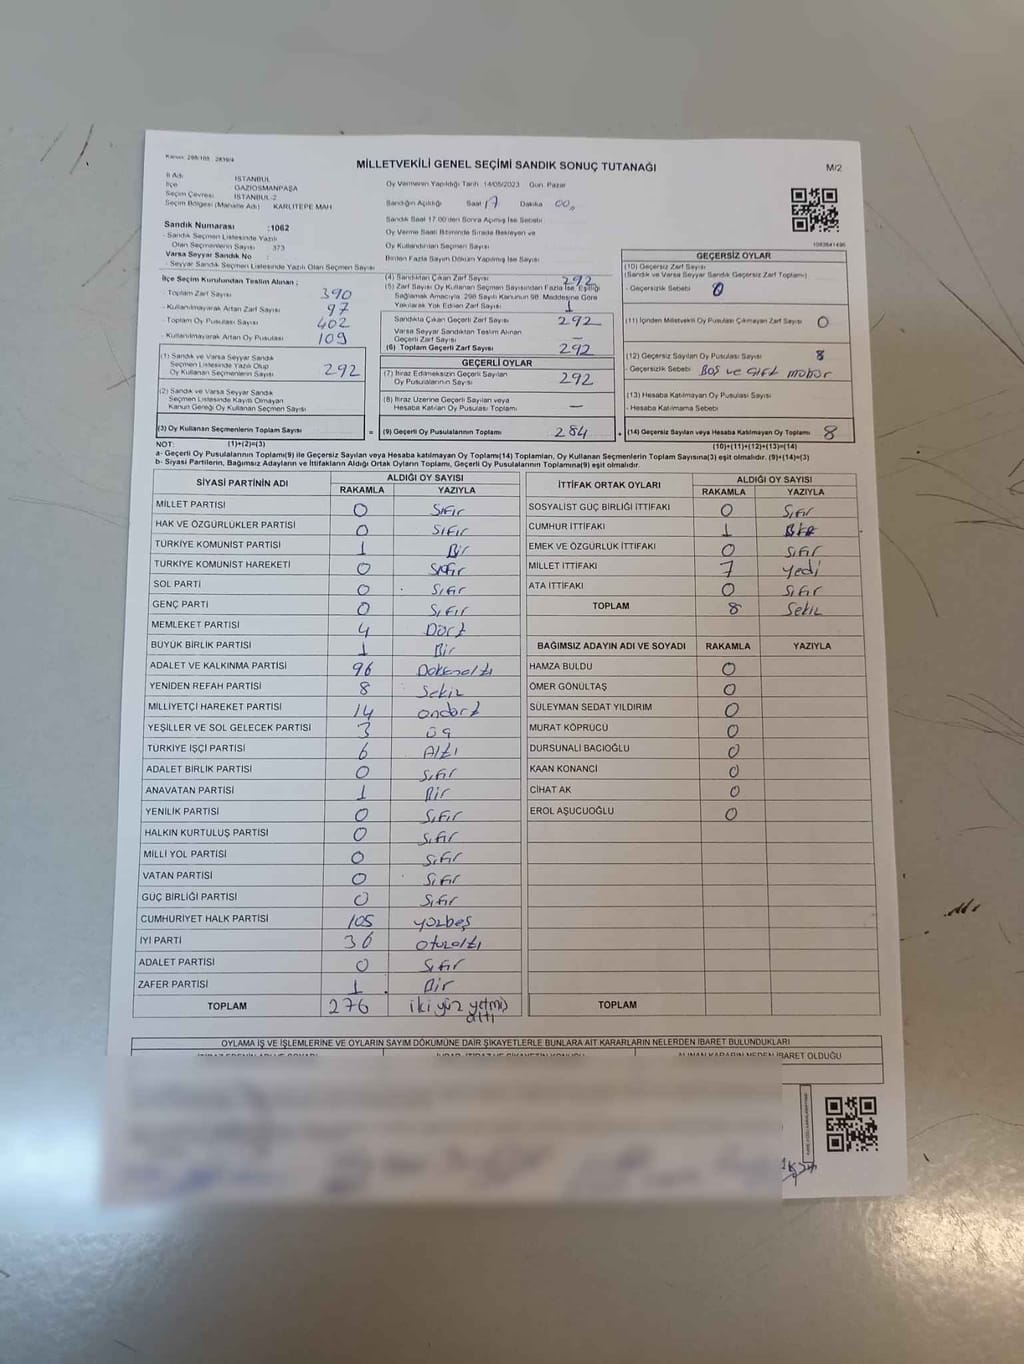 Kanun: 298/105 - 2839/4
MİLLETVEKİLİ GENEL SEÇİMİ SANDIK SONUÇ TUTANAĞI
M/2
İl Adı İSTANBUL
İlçe GAZİOSMANPAŞA
Seçim Çevresi İSTANBUL-2
Seçim Bölgesi (Mahalle Adı) KARLITEPE MAH
Sandık Numarası :1062
- Sandık Seçmen Listesinde Yazılı
Olan Seçmenlerin Sayısı 373
Varsa Seyyar Sandık No :
- Seyyar Sandık Seçmen Listesinde Yazılı Olan Seçmen Sayısı
Oy Vermenin Yapıldığı Tarih 14/05/2023 Gün. Pazar
Sandığın Açıldığı Saat 17 Dakika 00
Sandık Saat 17.00'den Sonra Açılmış İse Sebebi
Oy Verme Saati Bitiminde Sırada Bekleyen ve
Oy Kullandırılan Seçmen Sayısı
Birden Fazla Sayım Döküm Yapılmış İse Sayısı
1083641496
İlçe Seçim Kurulundan Teslim Alınan ;
- Toplam Zarf Sayısı 390
- Kullanılmayarak Artan Zarf Sayısı 97
- Toplam Oy Pusulası Sayısı 402
- Kullanılmayarak Artan Oy Pusulası 109
(1) Sandık ve Varsa Seyyar Sandık
Seçmen Listesinde Yazılı Olup
Oy Kullanan Seçmenlerin Sayısı 292
(2) Sandık ve Varsa Seyyar Sandık
Seçmen Listesinde Kayıtlı Olmayan
Kanun Gereği Oy Kullanan Seçmen Sayısı
(3) Oy Kullanan Seçmenlerin Toplam Sayısı
(4) Sandıktan Çıkan Zarf Sayısı 292
(5) Zarf Sayısı Oy Kullanan Seçmen Sayısından Fazla İse, Eşitliği
Sağlamak Amacıyla, 298 Sayılı Kanunun 98. Maddesine Göre
Yakılarak Yok Edilen Zarf Sayısı 1
Sandıkta Çıkan Geçerli Zarf Sayısı 292
Varsa Seyyar Sandıktan Teslim Alınan
Geçerli Zarf Sayısı —
(6) Toplam Geçerli Zarf Sayısı 292
GEÇERLİ OYLAR
(7) İtiraz Edilmeksizin Geçerli Sayılan
Oy Pusulalarının Sayısı 292
(8) İtiraz Üzerine Geçerli Sayılan veya
Hesaba Katılan Oy Pusulası Toplamı —
= (9) Geçerli Oy Pusulalarının Toplamı 284 +
GEÇERSİZ OYLAR
(10) Geçersiz Zarf Sayısı
(Sandık ve Varsa Seyyar Sandık Geçersiz Zarf Toplamı)
- Geçersizlik Sebebi 0
(11) İçinden Milletvekili Oy Pusulası Çıkmayan Zarf Sayısı 0
(12) Geçersiz Sayılan Oy Pusulası Sayısı 8
- Geçersizlik Sebebi Boş ve çift mühür
(13) Hesaba Katılmayan Oy Pusulası Sayısı
- Hesaba Katılmama Sebebi
(14) Geçersiz Sayılan veya Hesaba Katılmayan Oy Toplamı 8
NOT: (1)+(2)=(3) (10)+(11)+(12)+(13)=(14)
a- Geçerli Oy Pusulalarının Toplamı(9) ile Geçersiz Sayılan veya Hesaba Katılmayan Oy Toplamı(14) Toplamları, Oy Kullanan Seçmenlerin Toplam Sayısına(3) eşit olmalıdır. (9)+(14)=(3)
b- Siyasi Partilerin, Bağımsız Adayların ve İttifakların Aldığı Ortak Oyların Toplamı, Geçerli Oy Pusulalarının Toplamına(9) eşit olmalıdır.
SİYASİ PARTİNİN ADI ALDIĞI OY SAYISI
RAKAMLA YAZIYLA
MİLLET PARTİSİ 0 Sıfır
HAK VE ÖZGÜRLÜKLER PARTİSİ 0 Sıfır
TÜRKİYE KOMÜNİST PARTİSİ 1 Bir
TÜRKİYE KOMÜNİST HAREKETİ 0 Sıfır
SOL PARTİ 0 Sıfır
GENÇ PARTİ 0 Sıfır
MEMLEKET PARTİSİ 4 Dört
BÜYÜK BİRLİK PARTİSİ 1 Bir
ADALET VE KALKINMA PARTİSİ 96 Doksanaltı
YENİDEN REFAH PARTİSİ 8 Sekiz
MİLLİYETÇİ HAREKET PARTİSİ 14 ondört
YEŞİLLER VE SOL GELECEK PARTİSİ 3 üç
TÜRKİYE İŞÇİ PARTİSİ 6 Altı
ADALET BİRLİK PARTİSİ 0 Sıfır
ANAVATAN PARTİSİ 1 Bir
YENİLİK PARTİSİ 0 Sıfır
HALKIN KURTULUŞ PARTİSİ 0 Sıfır
MİLLİ YOL PARTİSİ 0 Sıfır
VATAN PARTİSİ 0 Sıfır
GÜÇ BİRLİĞİ PARTİSİ 0 Sıfır
CUMHURİYET HALK PARTİSİ 105 yüzbeş
İYİ PARTİ 36 otuzaltı
ADALET PARTİSİ 0 Sıfır
ZAFER PARTİSİ 1 Bir
TOPLAM 276 iki yüz yetmiş altı
İTTİFAK ORTAK OYLARI ALDIĞI OY SAYISI
RAKAMLA YAZIYLA
SOSYALİST GÜÇ BİRLİĞİ İTTİFAKI 0 Sıfır
CUMHUR İTTİFAKI 1 Bir
EMEK VE ÖZGÜRLÜK İTTİFAKI 0 Sıfır
MİLLET İTTİFAKI 7 yedi
ATA İTTİFAKI 0 Sıfır
TOPLAM 8 Sekiz
BAĞIMSIZ ADAYIN ADI VE SOYADI RAKAMLA YAZIYLA
HAMZA BULDU 0
ÖMER GÖNÜLTAŞ 0
SÜLEYMAN SEDAT YILDIRIM 0
MURAT KÖPRÜCÜ 0
DURSUNALİ BACIOĞLU 0
KAAN KONANCİ 0
CİHAT AK 0
EROL AŞUCUOĞLU 0
TOPLAM
OYLAMA İŞ VE İŞLEMLERİNE VE OYLARIN SAYIM DÖKÜMÜNE DAİR ŞİKAYETLERLE BUNLARA AİT KARARLARIN NELERDEN İBARET BULUNDUKLARI
ALINAN KARARIN NEDEN İBARET OLDUĞU